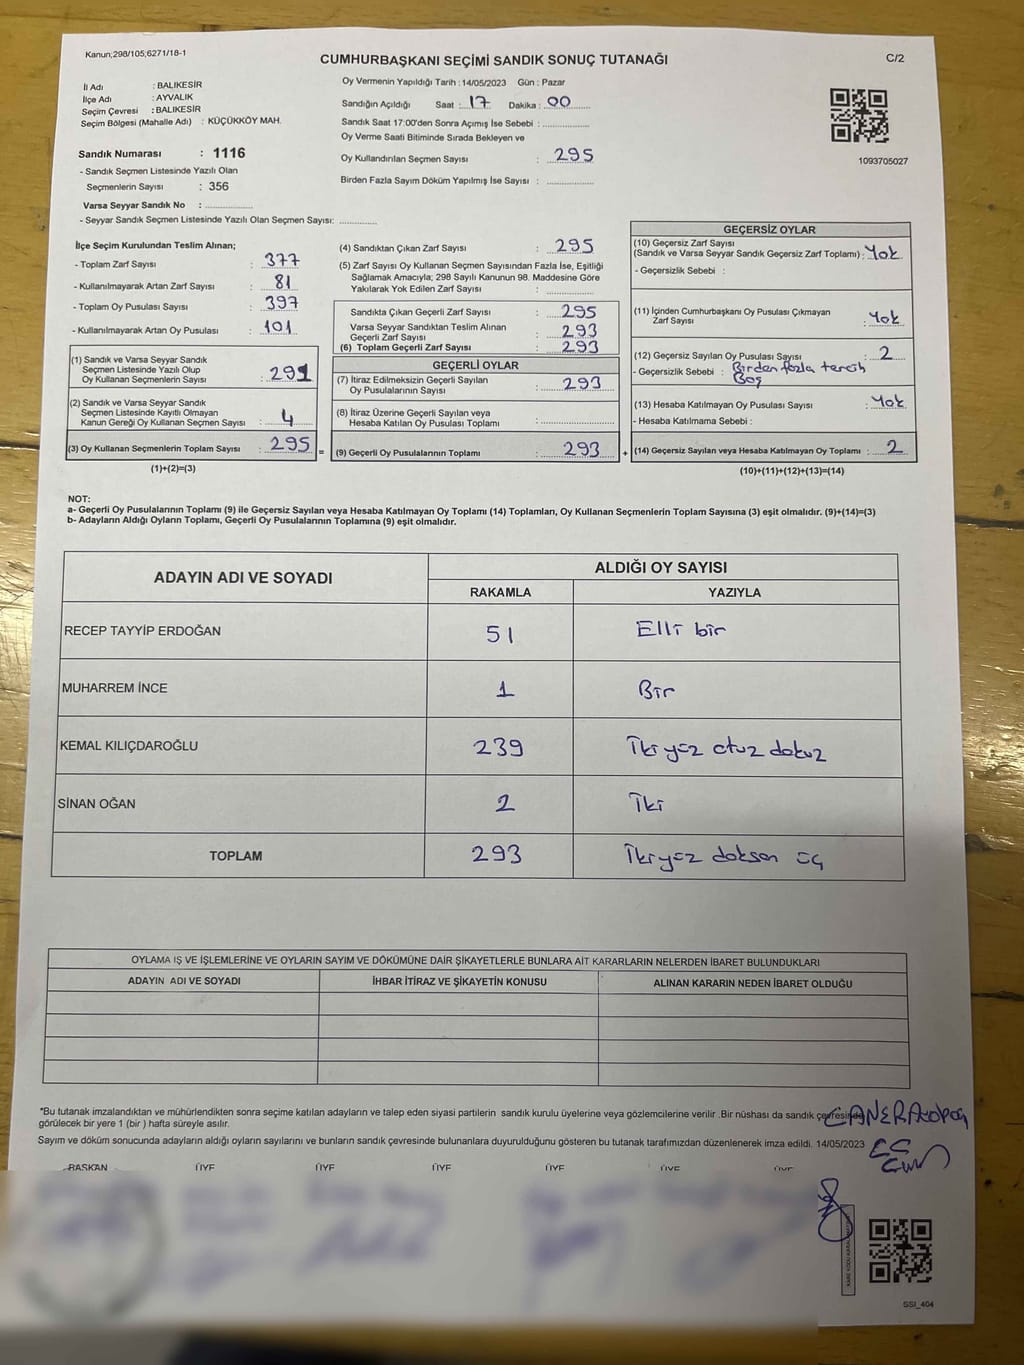 Kanun;298/105;6271/18-1
CUMHURBAŞKANI SEÇİMİ SANDIK SONUÇ TUTANAĞI
C/2
İl Adı : BALIKESİR
İlçe Adı : AYVALIK
Seçim Çevresi : BALIKESİR
Seçim Bölgesi (Mahalle Adı) : KÜÇÜKKÖY MAH.
Sandık Numarası : 1116
- Sandık Seçmen Listesinde Yazılı Olan
Seçmenlerin Sayısı : 356
Varsa Seyyar Sandık No :
- Seyyar Sandık Seçmen Listesinde Yazılı Olan Seçmen Sayısı:
Oy Vermenin Yapıldığı Tarih : 14/05/2023 Gün : Pazar
Sandığın Açıldığı Saat : 17 Dakika : 00
Sandık Saat 17:00'den Sonra Açımış İse Sebebi :
Oy Verme Saati Bitiminde Sırada Bekleyen ve
Oy Kullandırılan Seçmen Sayısı : 295
Birden Fazla Sayım Döküm Yapılmış İse Sayısı :
1093705027
İlçe Seçim Kurulundan Teslim Alınan;
- Toplam Zarf Sayısı : 377
- Kullanılmayarak Artan Zarf Sayısı : 81
- Toplam Oy Pusulası Sayısı : 397
- Kullanılmayarak Artan Oy Pusulası : 101
(1) Sandık ve Varsa Seyyar Sandık
Seçmen Listesinde Yazılı Olup
Oy Kullanan Seçmenlerin Sayısı : 291
(2) Sandık ve Varsa Seyyar Sandık
Seçmen Listesinde Kayıtlı Olmayan
Kanun Gereği Oy Kullanan Seçmen Sayısı : 4
(3) Oy Kullanan Seçmenlerin Toplam Sayısı : 295 =
(1)+(2)=(3)
(4) Sandıktan Çıkan Zarf Sayısı : 295
(5) Zarf Sayısı Oy Kullanan Seçmen Sayısından Fazla İse, Eşitliği
Sağlamak Amacıyla; 298 Sayılı Kanunun 98. Maddesine Göre
Yakılarak Yok Edilen Zarf Sayısı :
Sandıkta Çıkan Geçerli Zarf Sayısı : 295
Varsa Seyyar Sandıktan Teslim Alınan
Geçerli Zarf Sayısı : 293
(6) Toplam Geçerli Zarf Sayısı : 293
GEÇERLİ OYLAR
(7) İtiraz Edilmeksizin Geçerli Sayılan
Oy Pusulalarının Sayısı : 293
(8) İtiraz Üzerine Geçerli Sayılan veya
Hesaba Katılan Oy Pusulası Toplamı :
(9) Geçerli Oy Pusulalarının Toplamı : 293 +
GEÇERSİZ OYLAR
(10) Geçersiz Zarf Sayısı
(Sandık ve Varsa Seyyar Sandık Geçersiz Zarf Toplamı) : Yok
- Geçersizlik Sebebi :
(11) İçinden Cumhurbaşkanı Oy Pusulası Çıkmayan
Zarf Sayısı : Yok
(12) Geçersiz Sayılan Oy Pusulası Sayısı : 2
- Geçersizlik Sebebi : Birden fazla tercih
Boş
(13) Hesaba Katılmayan Oy Pusulası Sayısı : Yok
- Hesaba Katılmama Sebebi :
(14) Geçersiz Sayılan veya Hesaba Katılmayan Oy Toplamı : 2
(10)+(11)+(12)+(13)=(14)
NOT:
a- Geçerli Oy Pusulalarının Toplamı (9) ile Geçersiz Sayılan veya Hesaba Katılmayan Oy Toplamı (14) Toplamları, Oy Kullanan Seçmenlerin Toplam Sayısına (3) eşit olmalıdır. (9)+(14)=(3)
b- Adayların Aldığı Oyların Toplamı, Geçerli Oy Pusulalarının Toplamına (9) eşit olmalıdır.
ADAYIN ADI VE SOYADI ALDIĞI OY SAYISI
RAKAMLA YAZIYLA
RECEP TAYYİP ERDOĞAN 51 Elli bir
MUHARREM İNCE 1 Bir
KEMAL KILIÇDAROĞLU 239 İkiyüz otuz dokuz
SİNAN OĞAN 2 İki
TOPLAM 293 İkiyüz doksan üç
OYLAMA İŞ VE İŞLEMLERİNE VE OYLARIN SAYIM VE DÖKÜMÜNE DAİR ŞİKAYETLERLE BUNLARA AİT KARARLARIN NELERDEN İBARET BULUNDUKLARI
ADAYIN ADI VE SOYADI İHBAR İTİRAZ VE ŞİKAYETİN KONUSU ALINAN KARARIN NEDEN İBARET OLDUĞU
*Bu tutanak imzalandıktan ve mühürlendikten sonra seçime katılan adayların ve talep eden siyasi partilerin sandık kurulu üyelerine veya gözlemcilerine verilir .Bir nüshası da sandık çevresinde
görülecek bir yere 1 (bir ) hafta süreyle asılır.
Sayım ve döküm sonucunda adayların aldığı oyların sayılarını ve bunların sandık çevresinde bulunanlara duyurulduğunu gösteren bu tutanak tarafımızdan düzenlenerek imza edildi. 14/05/2023
BAŞKAN ÜYE ÜYE ÜYE ÜYE ÜYE ÜYE
SSI_404